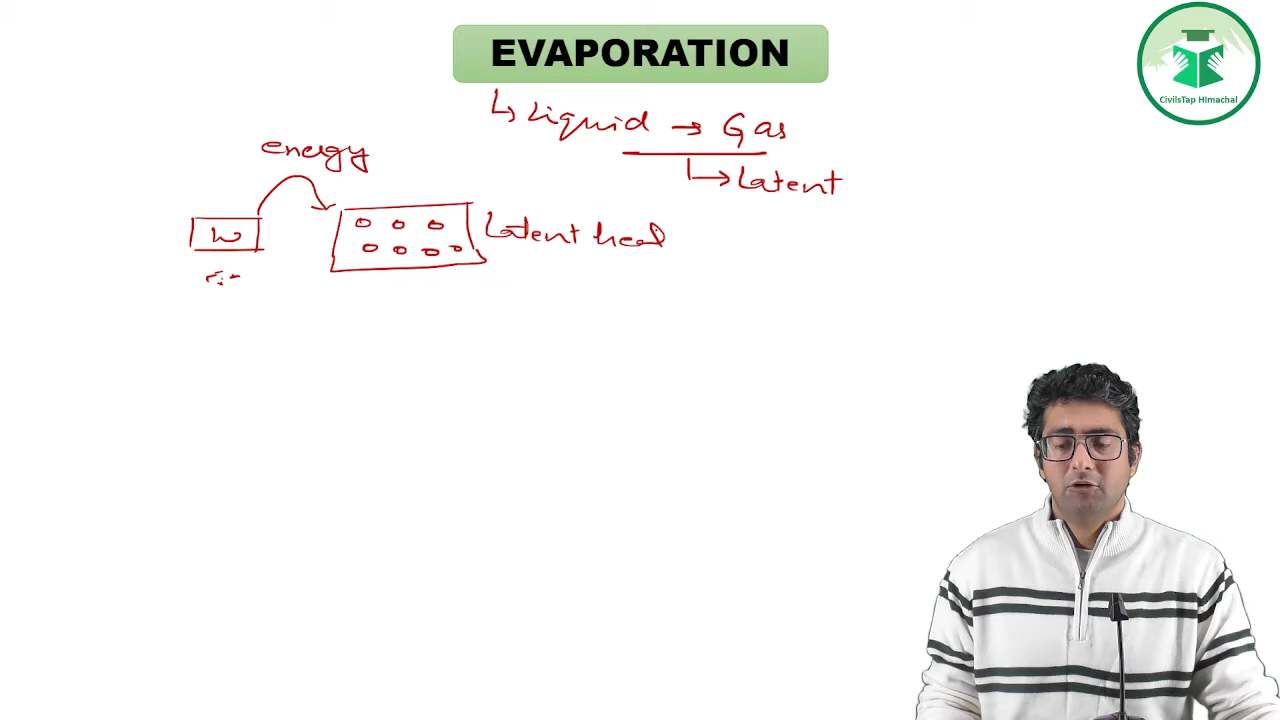 EVAPORATION
CivilsTap Himachal
↳ Liquid → Gas
↳ Latent
energy
W
Latent heat